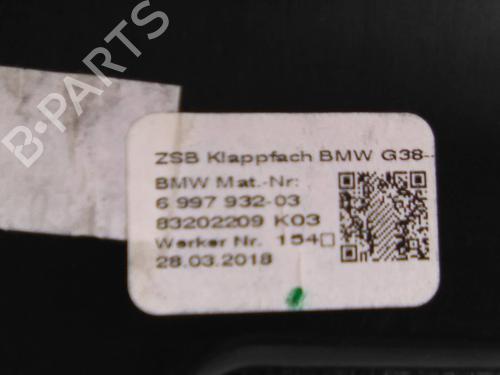 B-PARTS
ZSB Klappfach BMW G38--
BMW Mat.-Nr:
6 997 932-03
83202209 K03
Werker Nr. 154□
28.03.2018